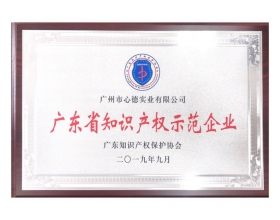 广州市心德实业有限公司
广东省知识产权示范企业
广东知识产权保护协会
二〇一九年九月